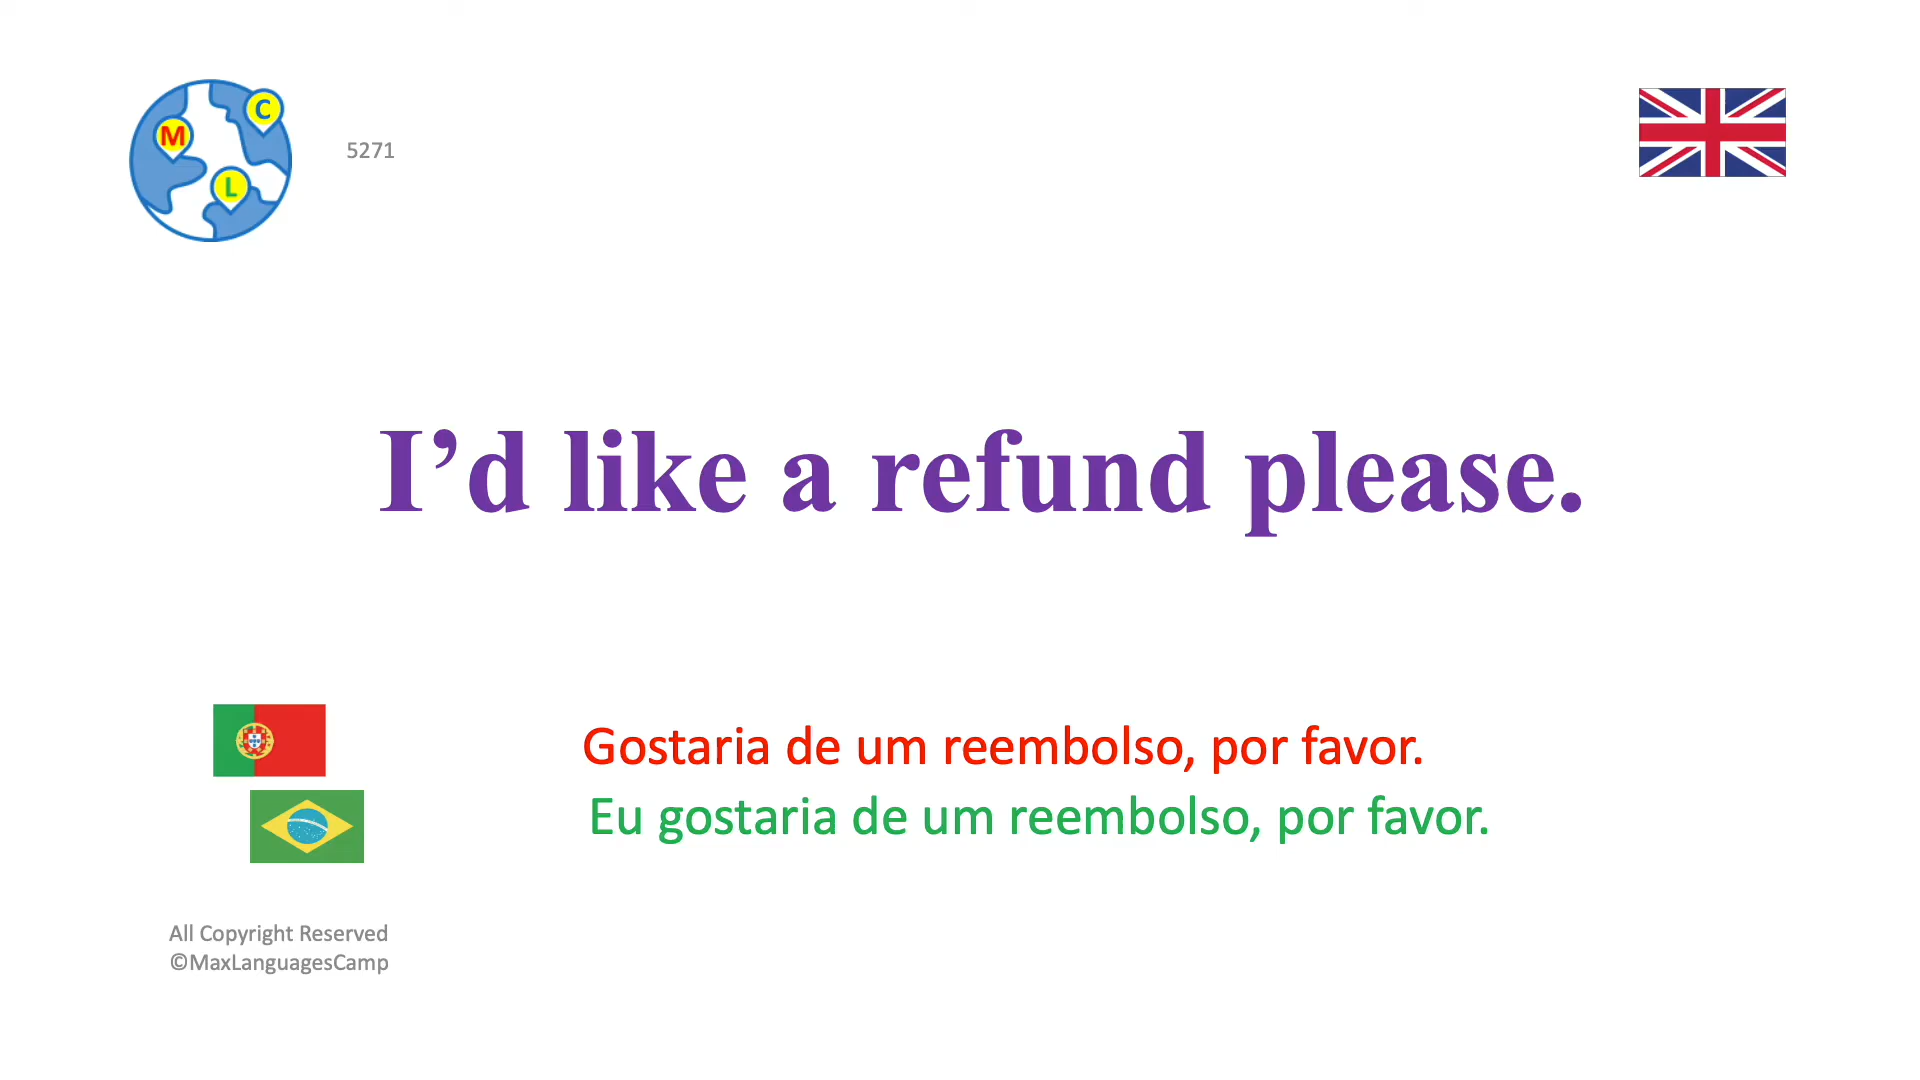 M
C
L
5271
I’d like a refund please.
Gostaria de um reembolso, por favor.
Eu gostaria de um reembolso, por favor.
All Copyright Reserved
©MaxLanguagesCamp